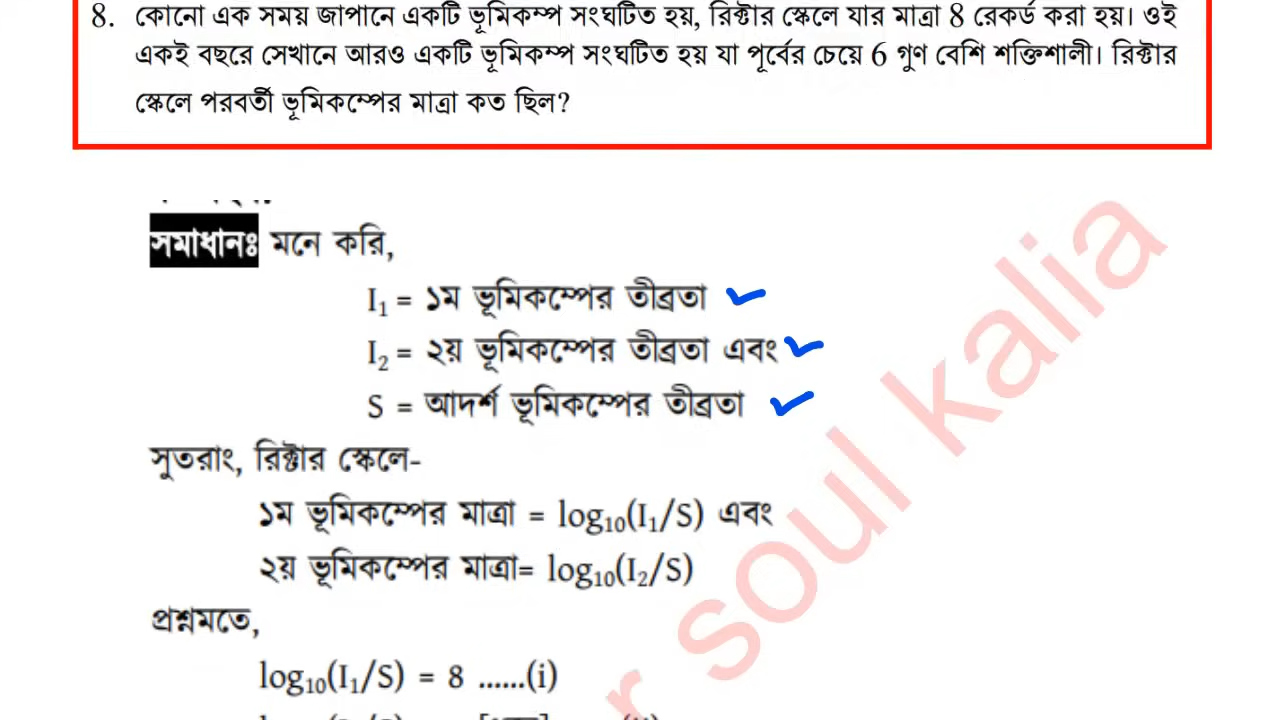 8. কোনো এক সময় জাপানে একটি ভূমিকম্প সংঘটিত হয়, রিক্টার স্কেলে যার মাত্রা 8 রেকর্ড করা হয়। ওই
একই বছরে সেখানে আরও একটি ভূমিকম্প সংঘটিত হয় যা পূর্বের চেয়ে 6 গুণ বেশি শক্তিশালী। রিক্টার
স্কেলে পরবর্তী ভূমিকম্পের মাত্রা কত ছিল?
সমাধানঃ মনে করি,
I₁ = ১ম ভূমিকম্পের তীব্রতা
I₂ = ২য় ভূমিকম্পের তীব্রতা এবং
S = আদর্শ ভূমিকম্পের তীব্রতা
সুতরাং, রিক্টার স্কেলে-
১ম ভূমিকম্পের মাত্রা = log₁₀(I₁/S) এবং
২য় ভূমিকম্পের মাত্রা= log₁₀(I₂/S)
প্রশ্নমতে,
log₁₀(I₁/S) = 8 ......(i)
r soul kalia